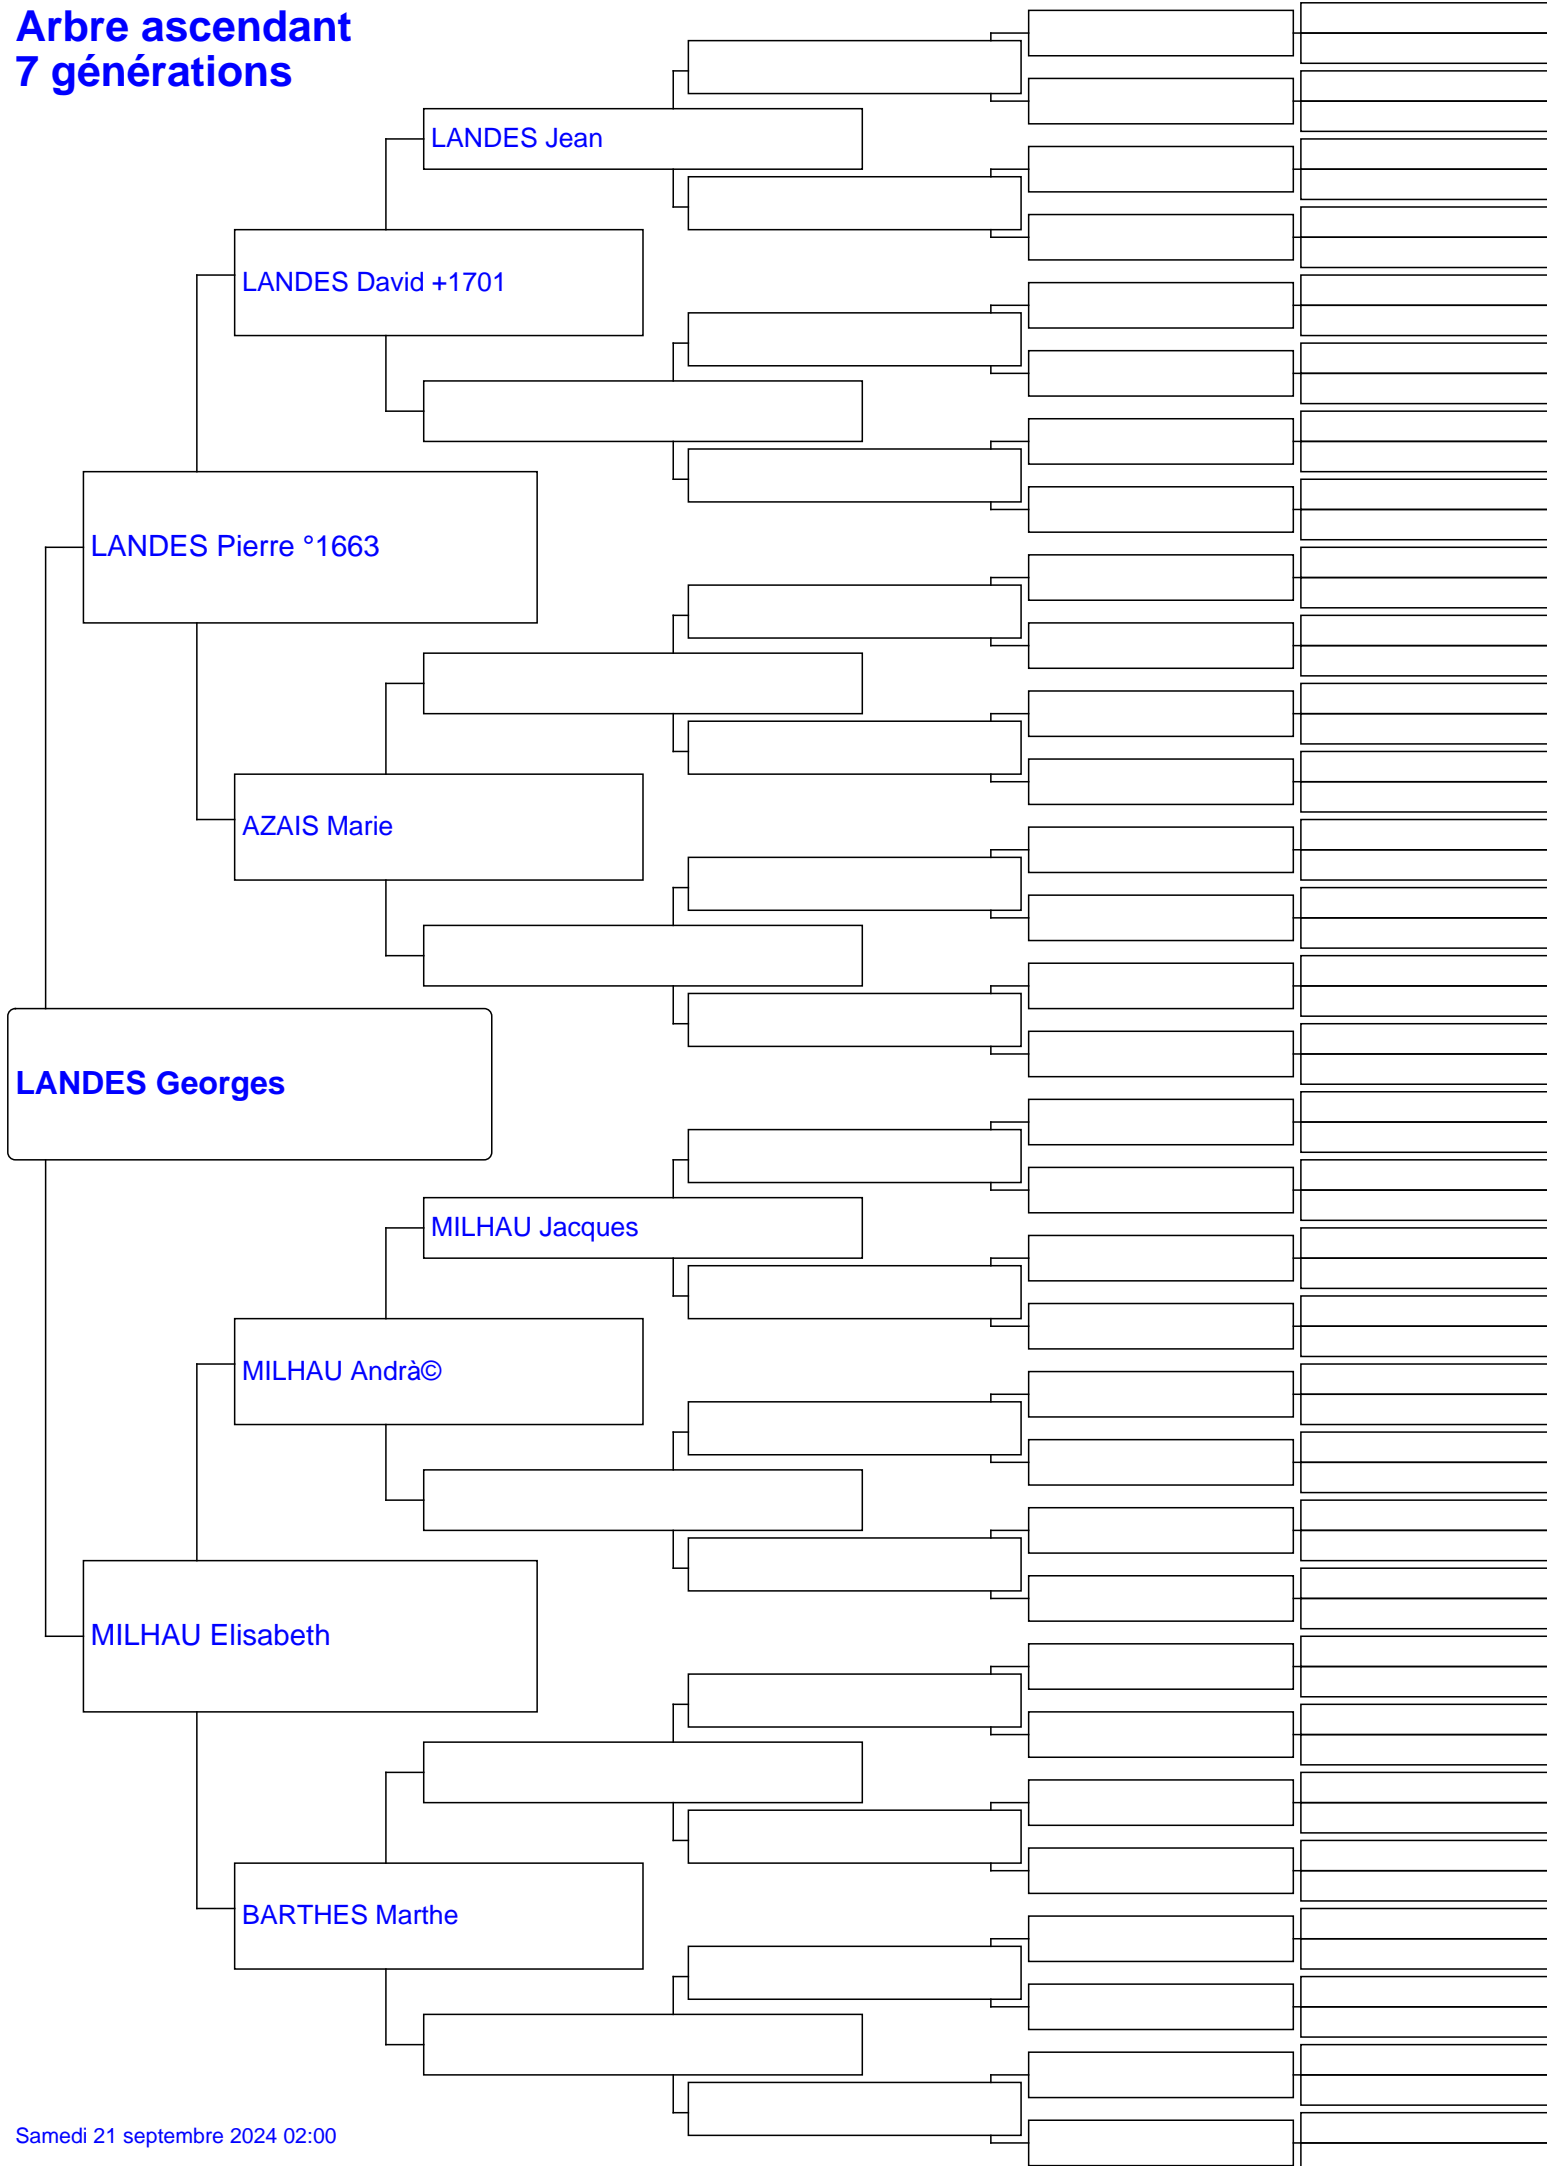 Arbre ascendant
7 générations
LANDES Jean
LANDES David +1701
LANDES Pierre °1663
AZAIS Marie
LANDES Georges
MILHAU Jacques
MILHAU Andrà©
MILHAU Elisabeth
BARTHES Marthe
Samedi 21 septembre 2024 02:00